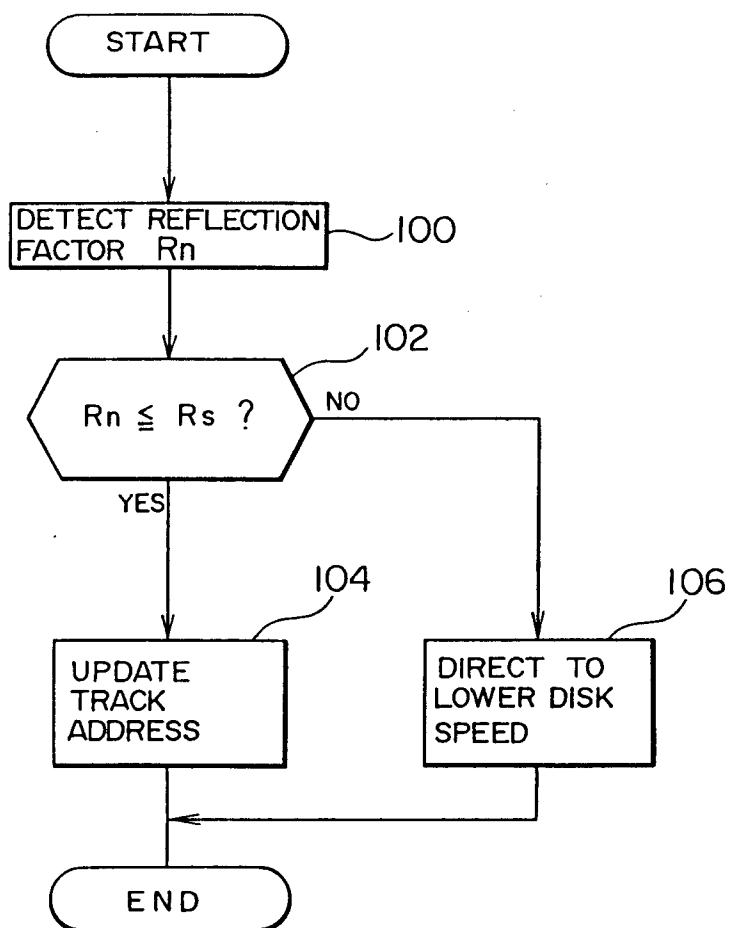 START
DETECT REFLECTION
FACTOR Rn
100
102
Rn ≦ Rs ?
NO
YES
104
106
UPDATE
TRACK
ADDRESS
DIRECT TO
LOWER DISK
SPEED
END